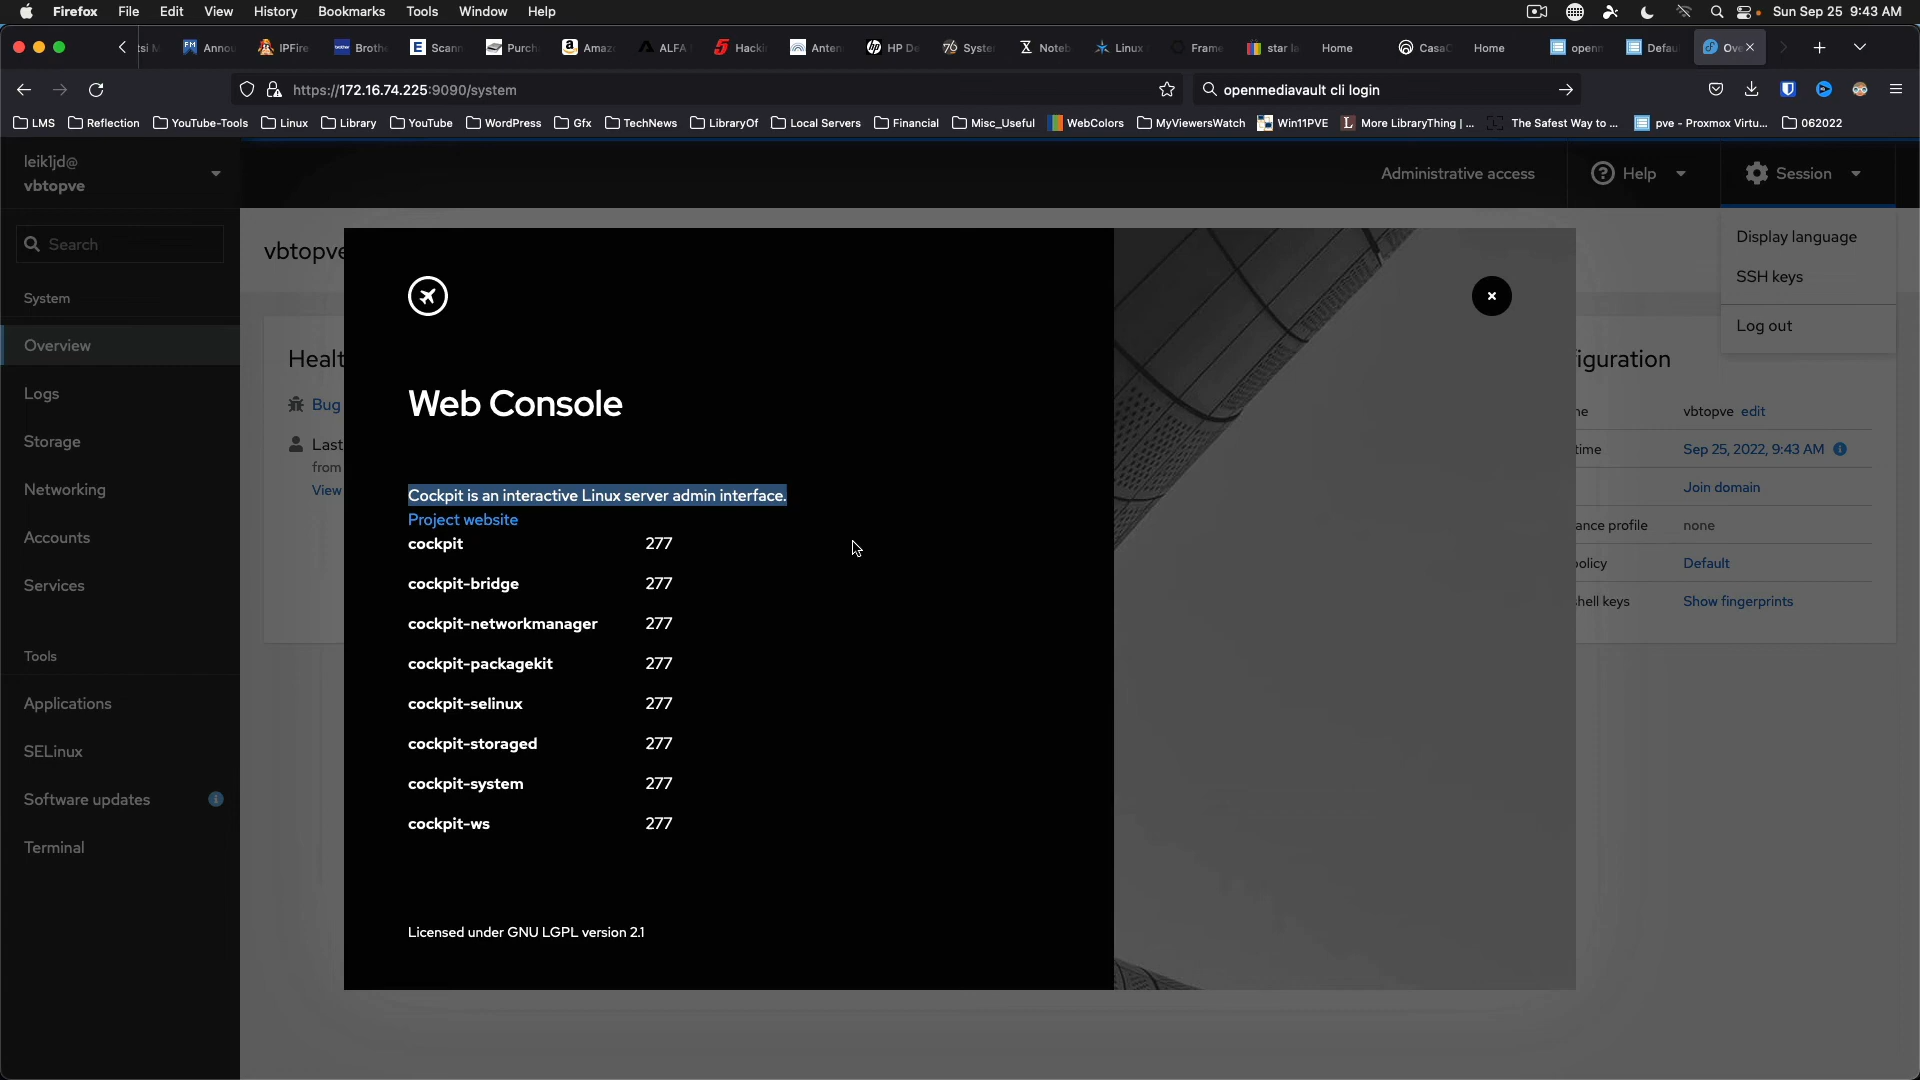 Firefox File Edit View History Bookmarks Tools Window Help Sun Sep 25 9:43 AM
tsi M Annou IPFire Broth Scann Purch Amaz ALFA Hacki Anten HP De Syste Noteb Linux Frame star la Home CasaO Home openm Defau Ove
https://172.16.74.225:9090/system openmediavault cli login
LMS Reflection YouTube-Tools Linux Library YouTube WordPress Gfx TechNews LibraryOf Local Servers Financial Misc_Useful WebColors MyViewersWatch Win11PVE More LibraryThing | ... The Safest Way to ... pve - Proxmox Virtu... 062022
leik1jd@
vbtopve
Administrative access
Help
Session
Search
System
Overview
Logs
Storage
Networking
Accounts
Services
Tools
Applications
SELinux
Software updates
Terminal
vbtopve
Healt
Bug
Last
from
View
Web Console
Cockpit is an interactive Linux server admin interface.
Project website
cockpit 277
cockpit-bridge 277
cockpit-networkmanager 277
cockpit-packagekit 277
cockpit-selinux 277
cockpit-storaged 277
cockpit-system 277
cockpit-ws 277
Licensed under GNU LGPL version 2.1
Display language
SSH keys
Log out
figuration
ne vbtopve edit
time Sep 25, 2022, 9:43 AM
Join domain
ance profile none
policy Default
shell keys Show fingerprints